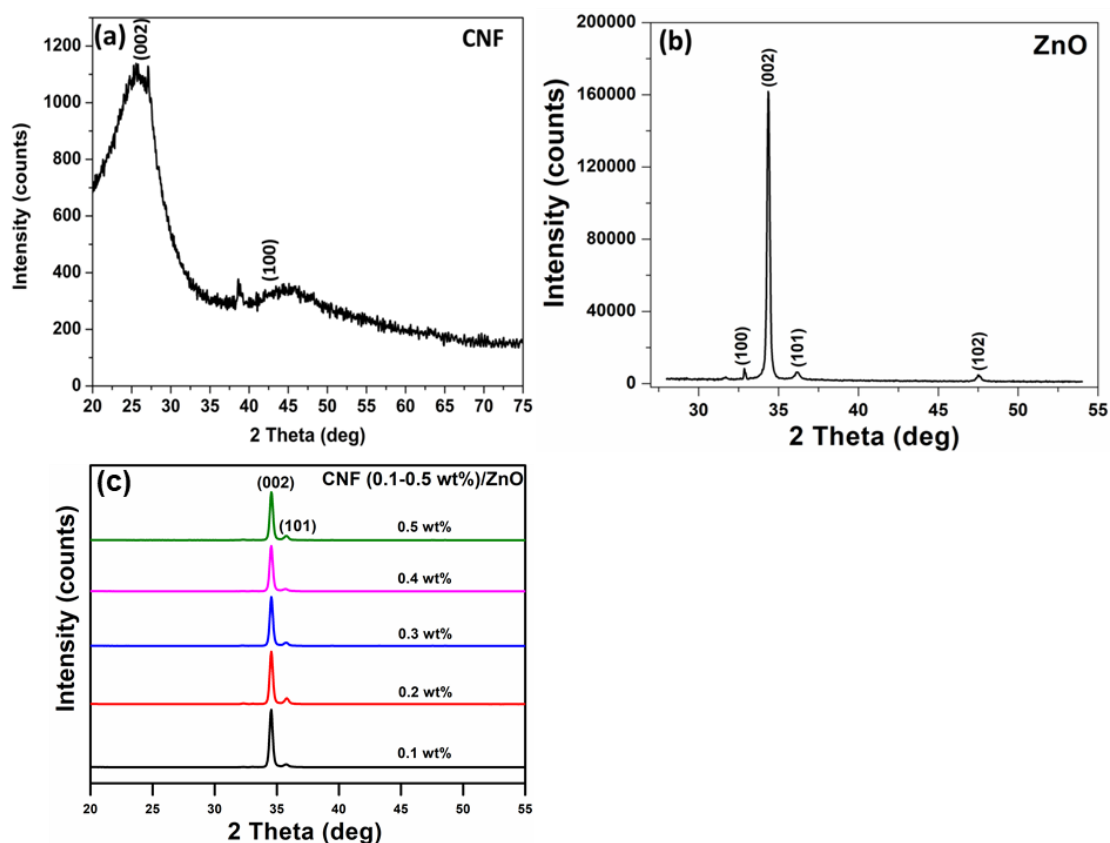 (a)
(002)
CNF
(100)
Intensity (counts)
1200
1000
800
600
400
200
0
20 25 30 35 40 45 50 55 60 65 70 75
2 Theta (deg)
(b)
ZnO
(002)
(100)
(101)
(102)
Intensity (counts)
200000
160000
120000
80000
40000
0
30 35 40 45 50 55
2 Theta (deg)
(c)
CNF (0.1-0.5 wt%)/ZnO
(002)
(101)
0.5 wt%
0.4 wt%
0.3 wt%
0.2 wt%
0.1 wt%
Intensity (counts)
20 25 30 35 40 45 50 55
2 Theta (deg)